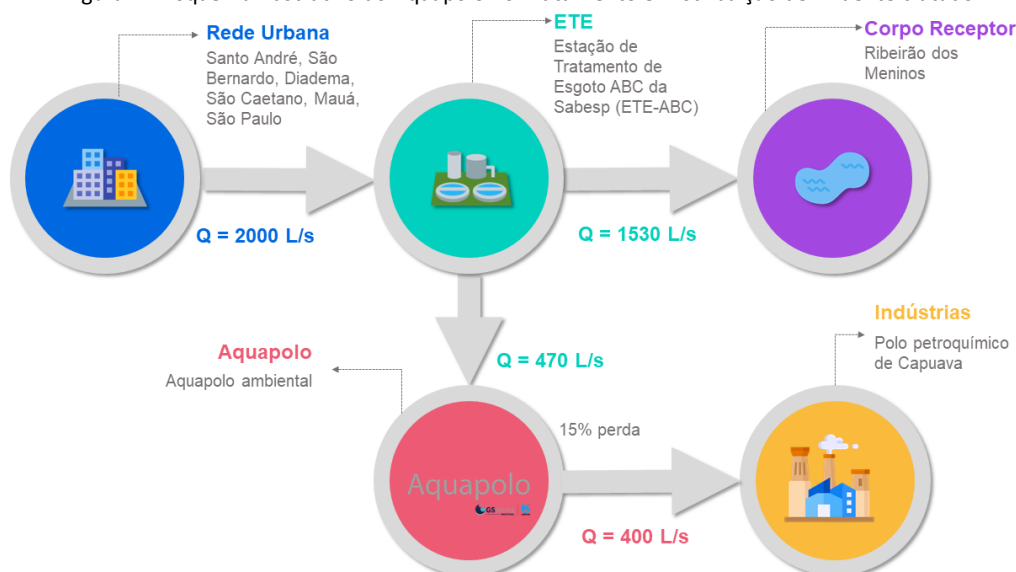 Rede Urbana
Santo André, São
Bernardo, Diadema,
São Caetano, Mauá,
São Paulo
ETE
Estação de
Tratamento de
Esgoto ABC da
Sabesp (ETE-ABC)
Corpo Receptor
Ribeirão dos
Meninos
Q = 2000 L/s
Q = 1530 L/s
Q = 470 L/s
Aquapolo
Aquapolo ambiental
Indústrias
Polo petroquímico
de Capuava
15% perda
Aquapolo
GS
Q = 400 L/s